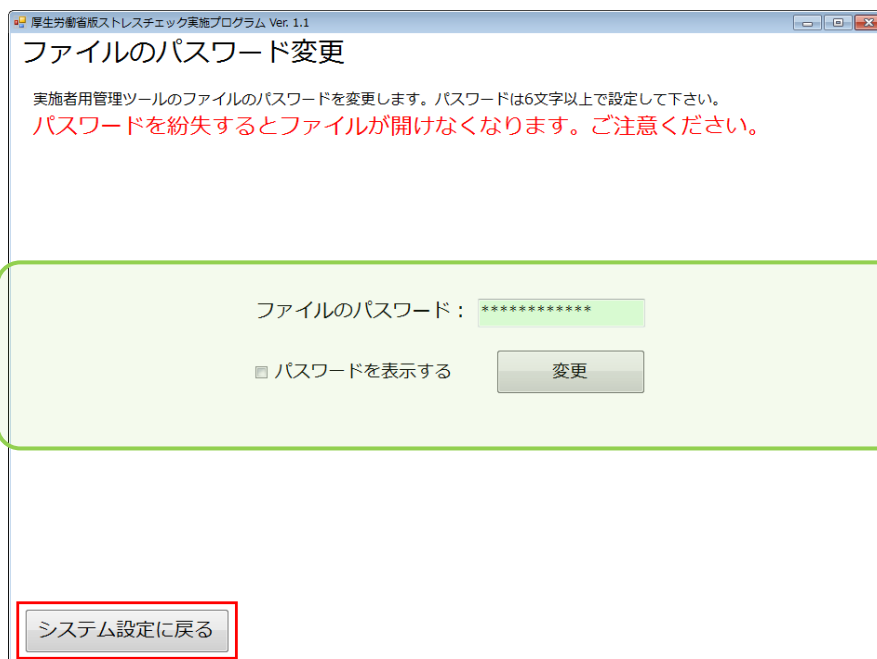 厚生労働省版ストレスチェック実施プログラム Ver. 1.1
ファイルのパスワード変更
実施者用管理ツールのファイルのパスワードを変更します。パスワードは6文字以上で設定して下さい。
パスワードを紛失するとファイルが開けなくなります。ご注意ください。
ファイルのパスワード： ************
パスワードを表示する 変更
システム設定に戻る